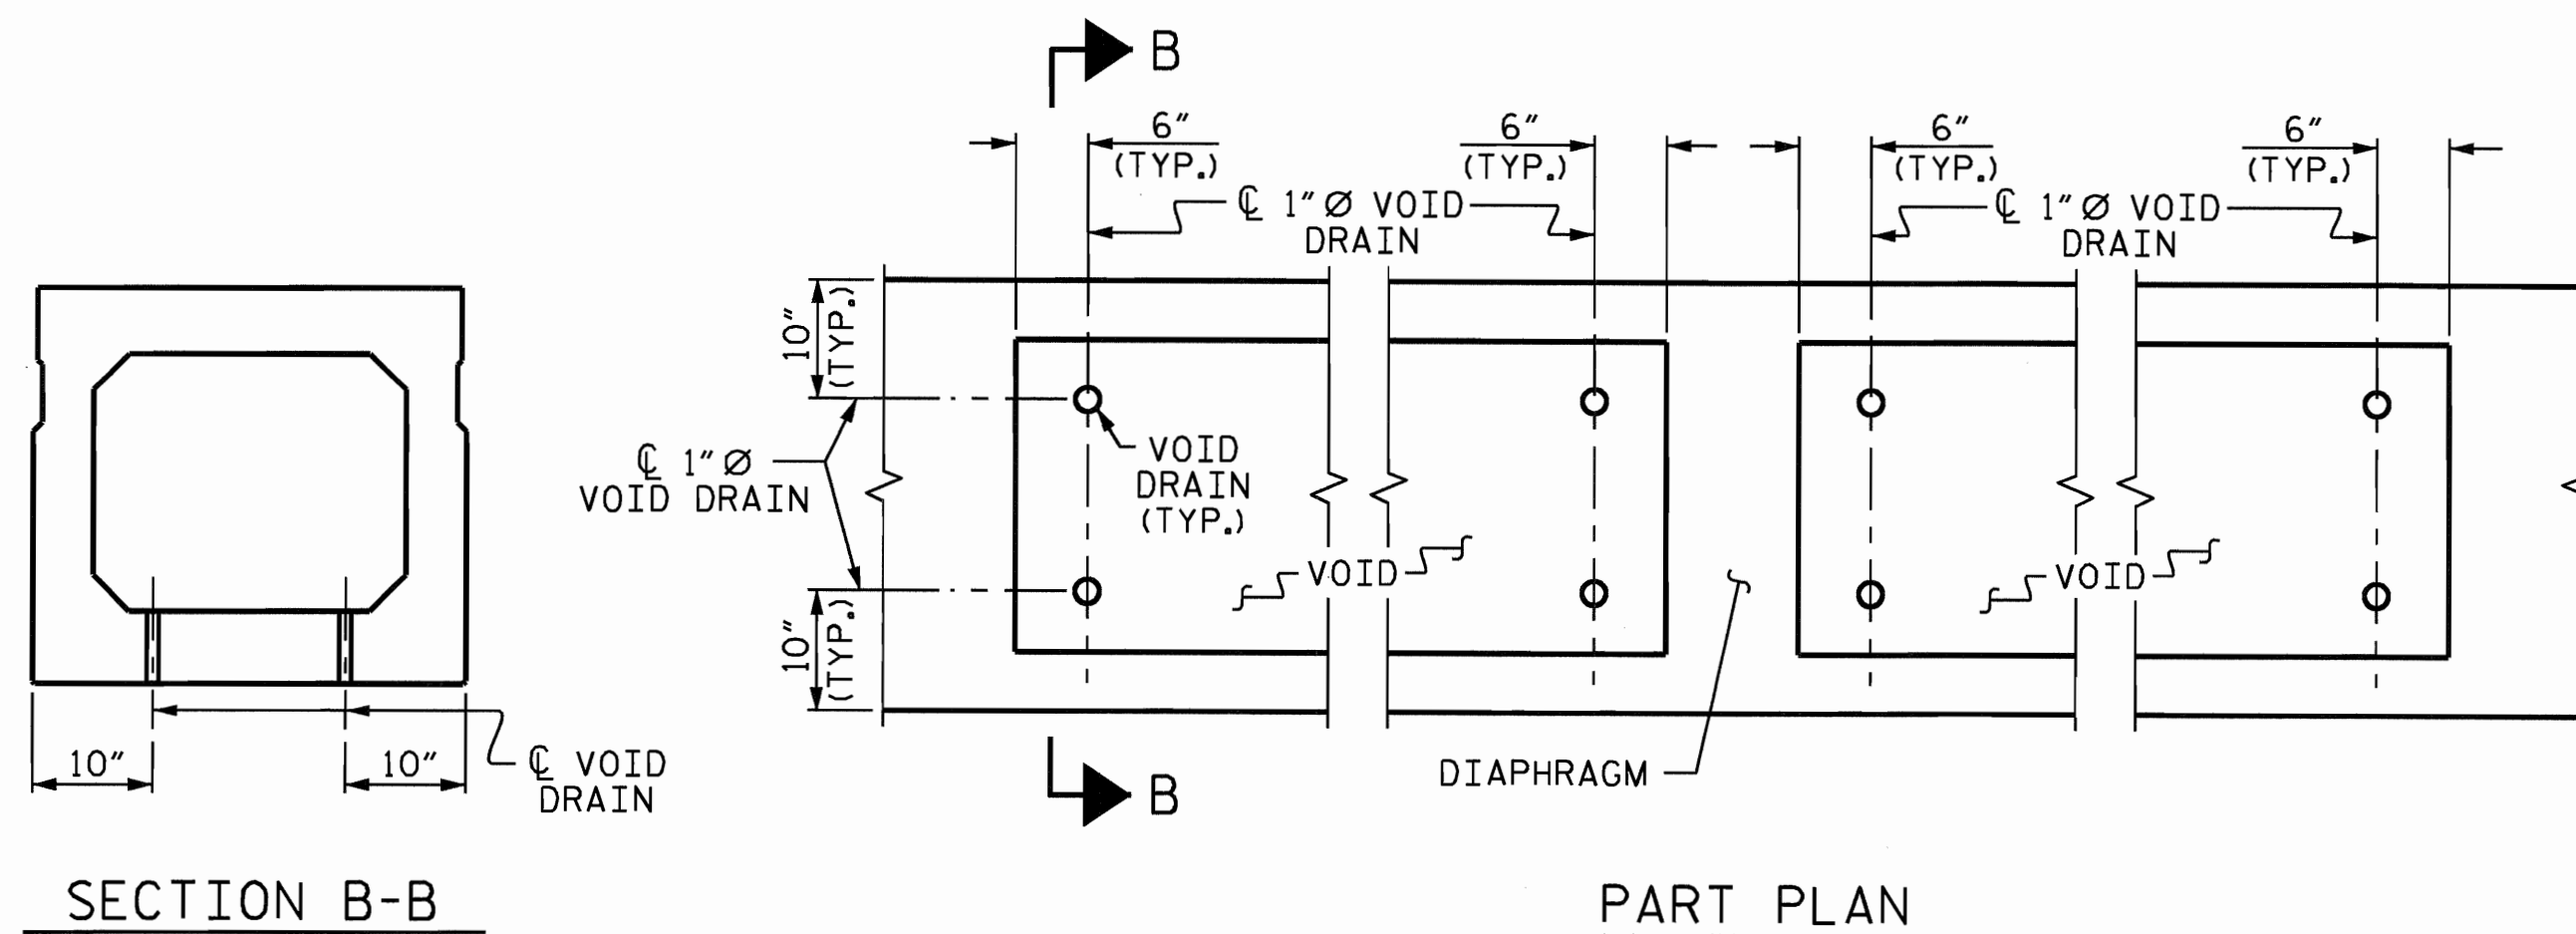 B
6" 6" 6" 6"
(TYP.) (TYP.) (TYP.) (TYP.)
℄ 1"Ø VOID
DRAIN
℄ 1"Ø VOID
DRAIN
10"
(TYP.)
℄ 1"Ø
VOID DRAIN
VOID
DRAIN
(TYP.)
VOID
VOID
10"
(TYP.)
10" 10"
℄ VOID
DRAIN
DIAPHRAGM
B
SECTION B-B
PART PLAN